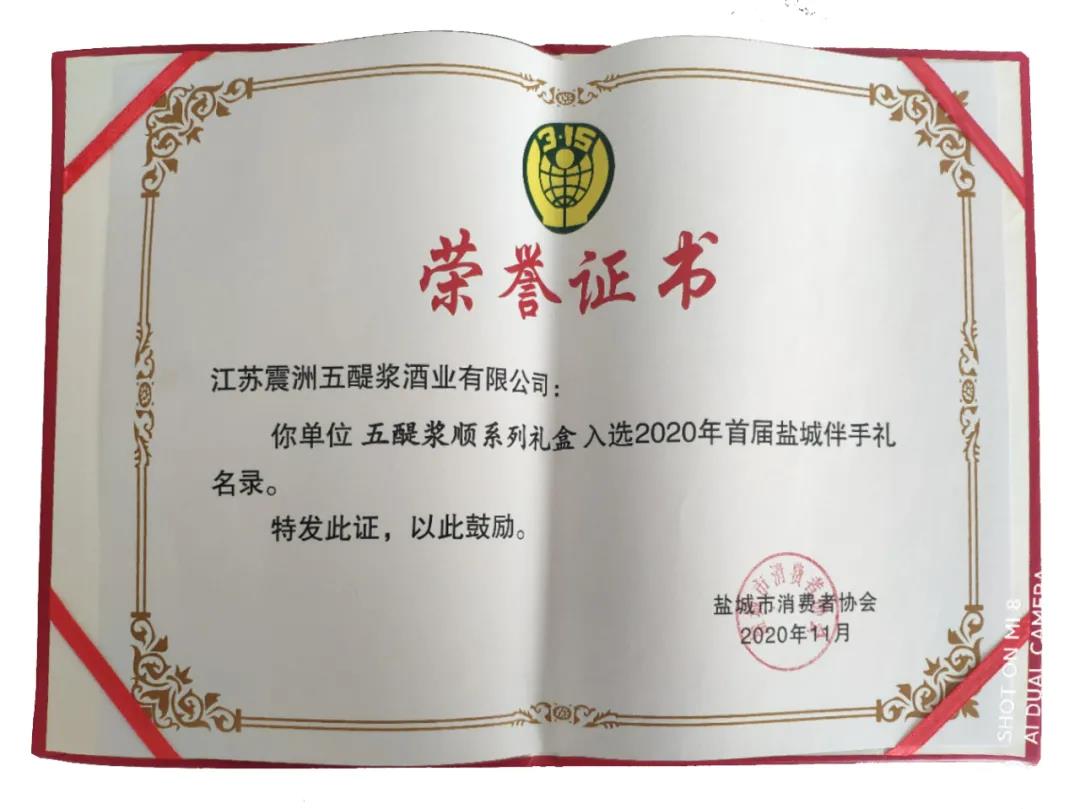 3·15
荣誉证书
江苏震洲五醍浆酒业有限公司：
你单位 五醍浆顺系列礼盒 入选2020年首届盐城伴手礼
名录。
特发此证，以此鼓励。
市消费者
盐城市消费者协会
2020年11月
SHOT ON MI 8
AI DUAL CAMERA